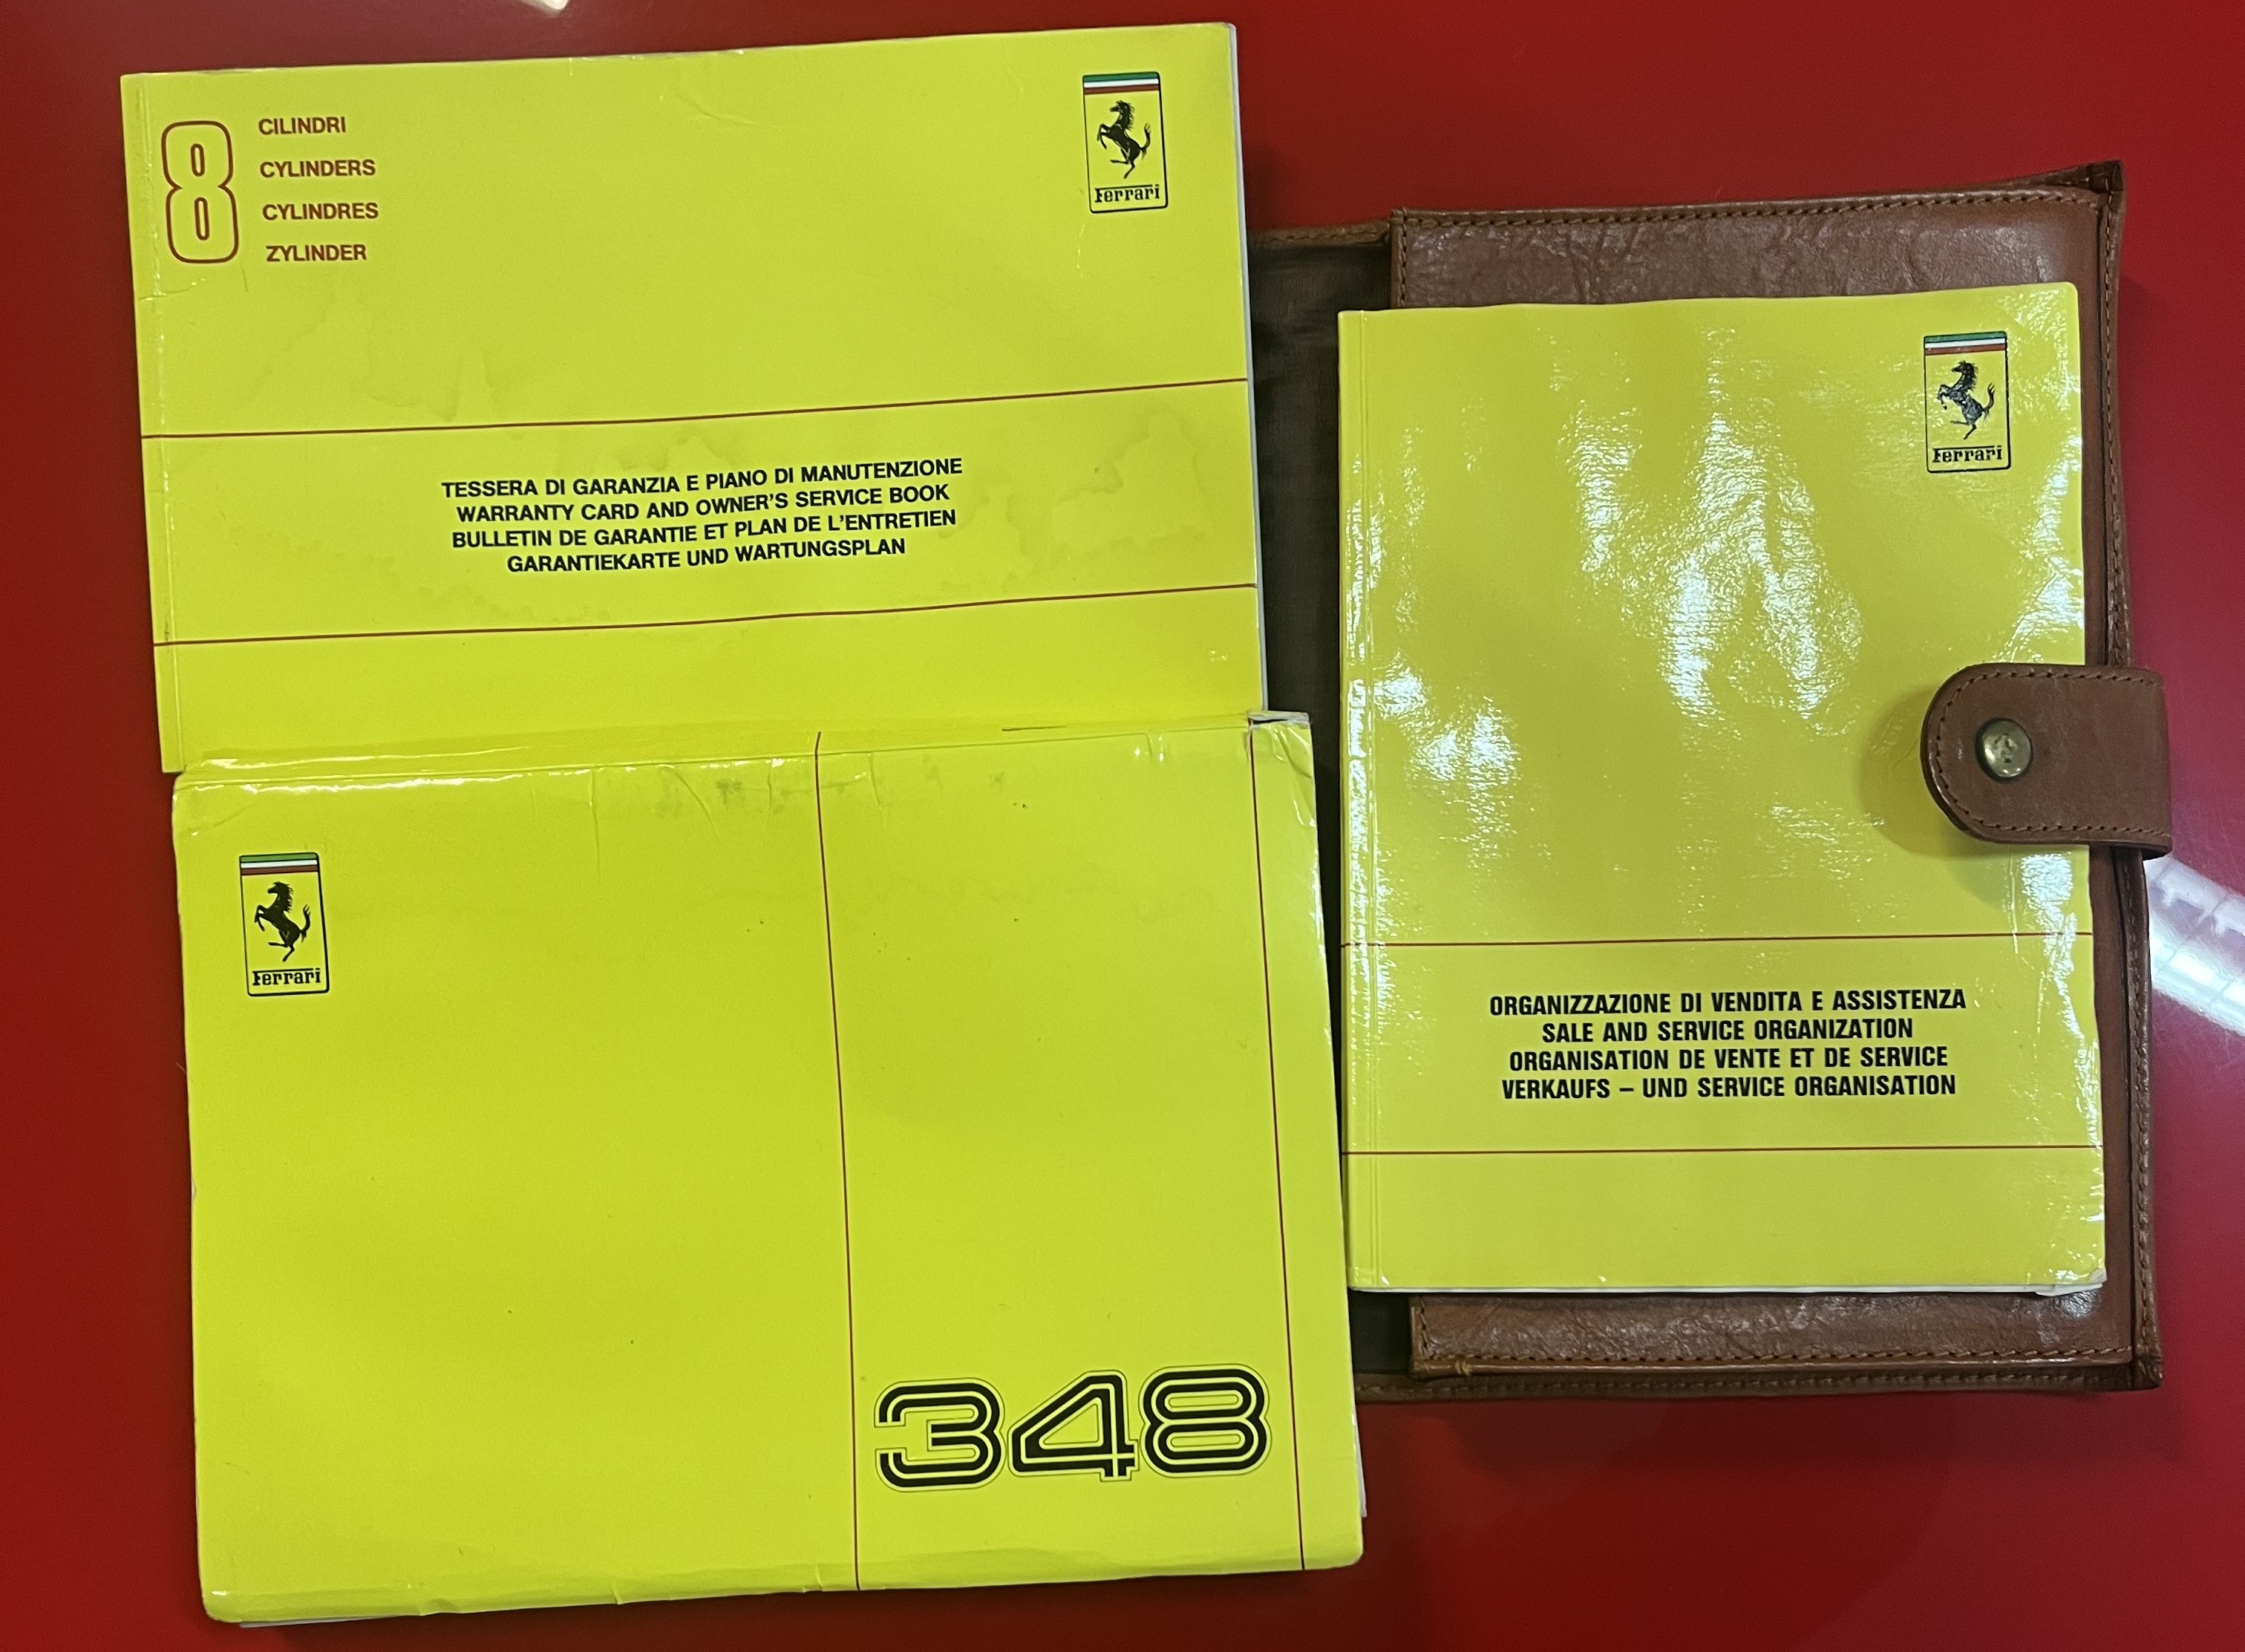 8
CILINDRI
CYLINDERS
CYLINDRES
ZYLINDER
Ferrari
TESSERA DI GARANZIA E PIANO DI MANUTENZIONE
WARRANTY CARD AND OWNER'S SERVICE BOOK
BULLETIN DE GARANTIE ET PLAN DE L'ENTRETIEN
GARANTIEKARTE UND WARTUNGSPLAN
Ferrari
348
Ferrari
ORGANIZZAZIONE DI VENDITA E ASSISTENZA
SALE AND SERVICE ORGANIZATION
ORGANISATION DE VENTE ET DE SERVICE
VERKAUFS – UND SERVICE ORGANISATION